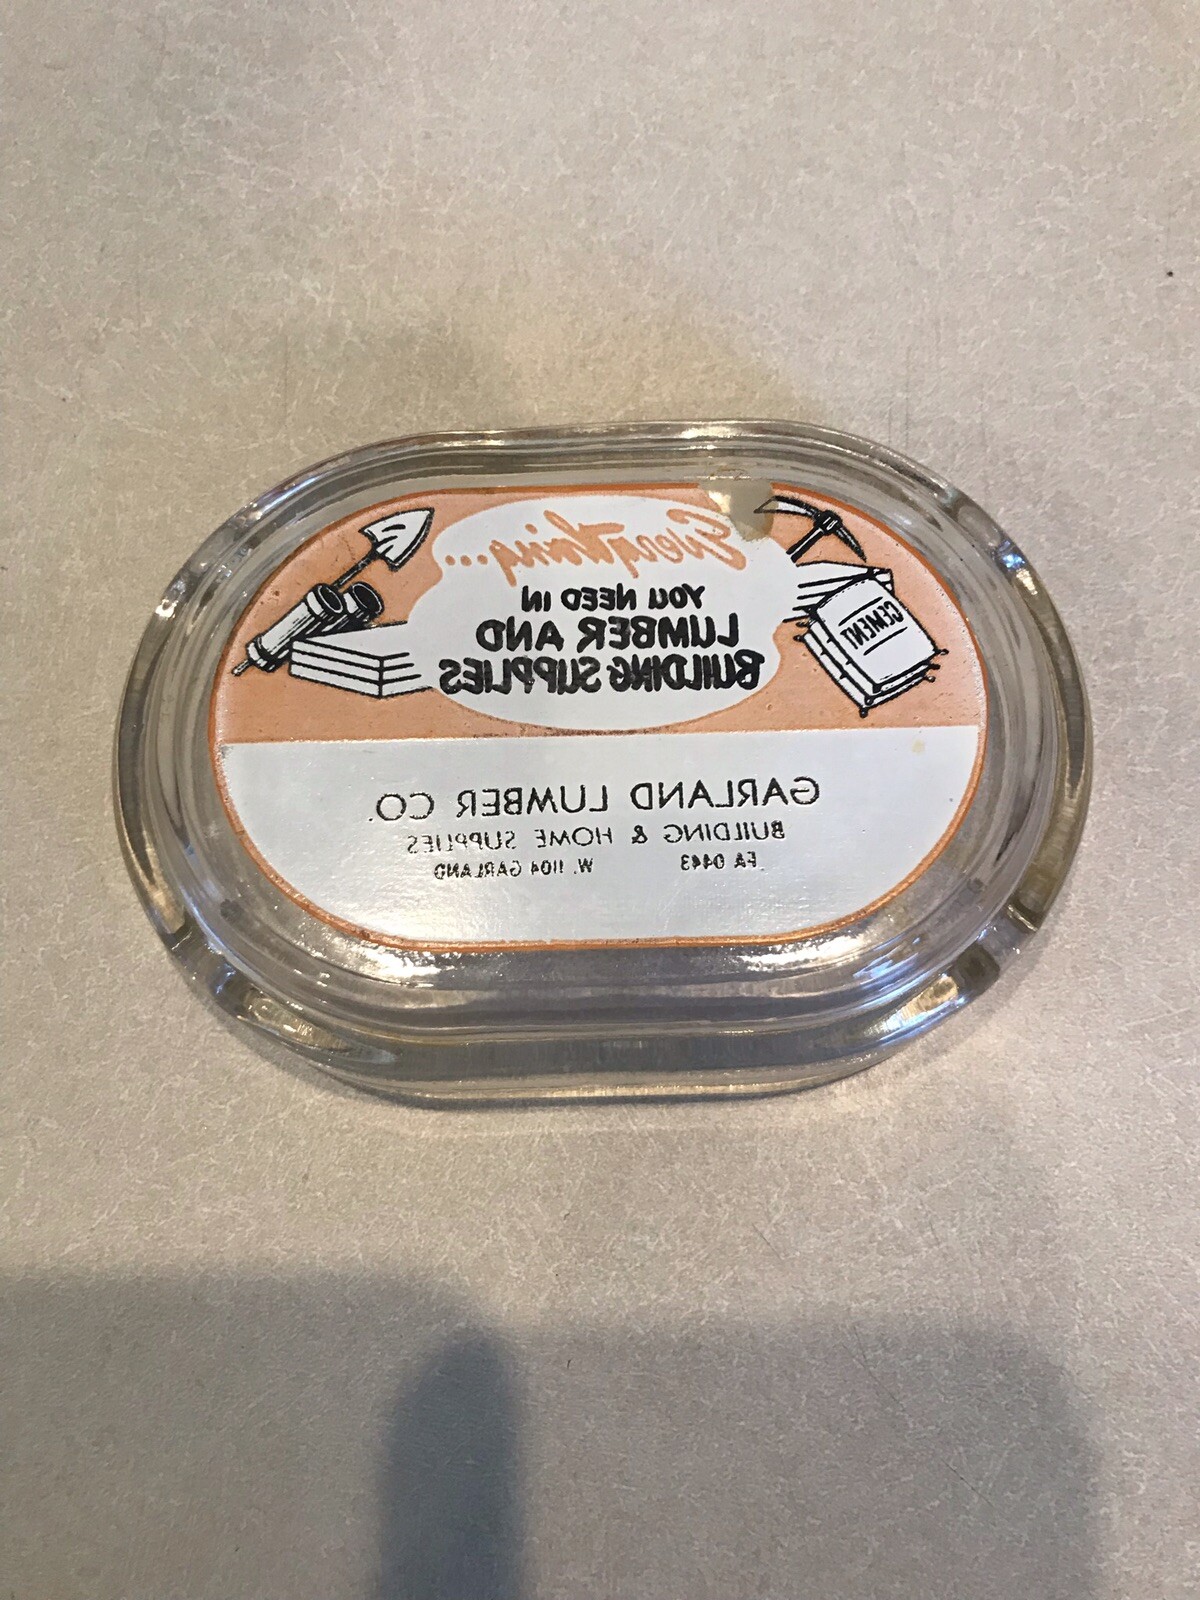 Everything...
YOU NEED IN
LUMBER AND
BUILDING SUPPLIES
CEMENT
GARLAND LUMBER CO.
BUILDING & HOME SUPPLIES
FA 0443 W. 1104 GARLAND